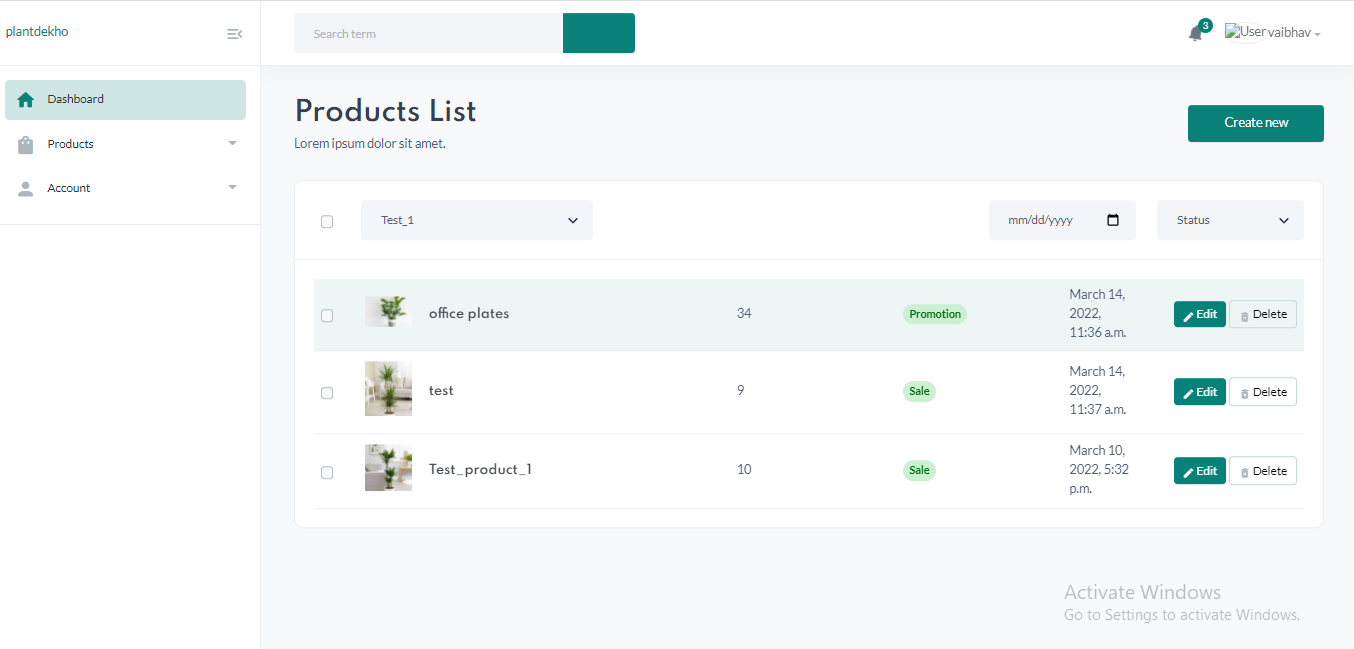 plantdekho
Search term
3
User vaibhav
Dashboard
Products
Account
Products List
Lorem ipsum dolor sit amet.
Create new
Test_1
mm/dd/yyyy
Status
office plates
34
Promotion
March 14,
2022,
11:36 a.m.
Edit
Delete
test
9
Sale
March 14,
2022,
11:37 a.m.
Edit
Delete
Test_product_1
10
Sale
March 10,
2022, 5:32
p.m.
Edit
Delete
Activate Windows
Go to Settings to activate Windows.